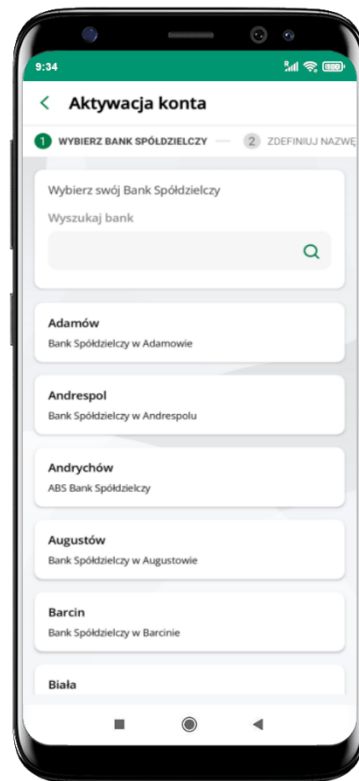 9:34
Aktywacja konta
1 WYBIERZ BANK SPÓŁDZIELCZY — 2 ZDEFINIUJ NAZWĘ
Wybierz swój Bank Spółdzielczy
Wyszukaj bank
Adamów
Bank Spółdzielczy w Adamowie
Andrespol
Bank Spółdzielczy w Andrespolu
Andrychów
ABS Bank Spółdzielczy
Augustów
Bank Spółdzielczy w Augustowie
Barcin
Bank Spółdzielczy w Barcinie
Biała